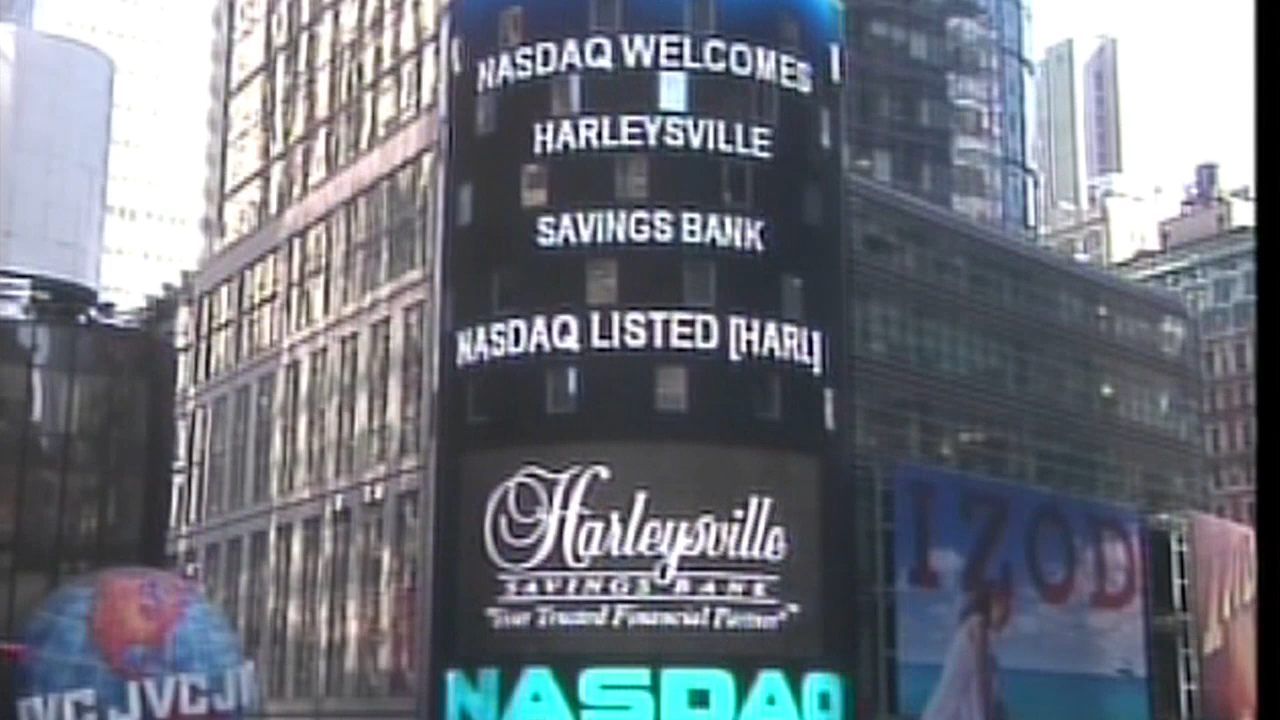 NASDAQ WELCOMES
HARLEYSVILLE
SAVINGS BANK
NASDAQ LISTED [HARL]
Harleysville
SAVINGS BANK
"Your Trusted Financial Partner"
NASDAQ
IZOD
JVC JVC